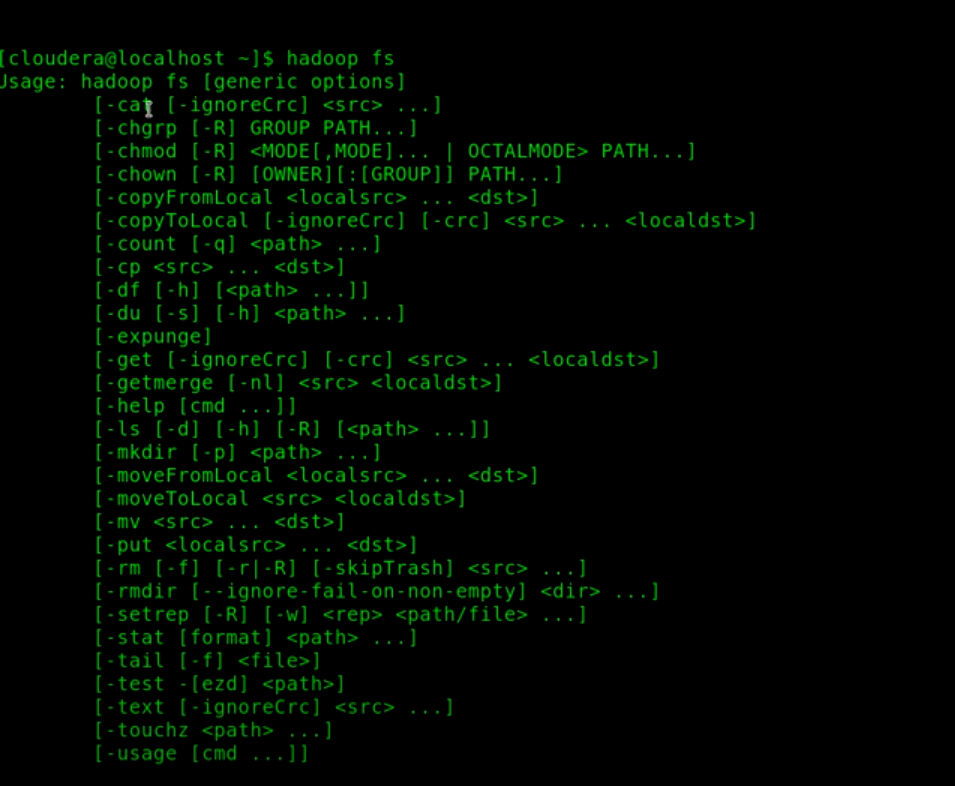 [cloudera@localhost ~]$ hadoop fs
Usage: hadoop fs [generic options]
[-cat [-ignoreCrc] <src> ...]
[-chgrp [-R] GROUP PATH...]
[-chmod [-R] <MODE[,MODE]... | OCTALMODE> PATH...]
[-chown [-R] [OWNER][:[GROUP]] PATH...]
[-copyFromLocal <localsrc> ... <dst>]
[-copyToLocal [-ignoreCrc] [-crc] <src> ... <localdst>]
[-count [-q] <path> ...]
[-cp <src> ... <dst>]
[-df [-h] [<path> ...]]
[-du [-s] [-h] <path> ...]
[-expunge]
[-get [-ignoreCrc] [-crc] <src> ... <localdst>]
[-getmerge [-nl] <src> <localdst>]
[-help [cmd ...]]
[-ls [-d] [-h] [-R] [<path> ...]]
[-mkdir [-p] <path> ...]
[-moveFromLocal <localsrc> ... <dst>]
[-moveToLocal <src> <localdst>]
[-mv <src> ... <dst>]
[-put <localsrc> ... <dst>]
[-rm [-f] [-r|-R] [-skipTrash] <src> ...]
[-rmdir [--ignore-fail-on-non-empty] <dir> ...]
[-setrep [-R] [-w] <rep> <path/file> ...]
[-stat [format] <path> ...]
[-tail [-f] <file>]
[-test -[ezd] <path>]
[-text [-ignoreCrc] <src> ...]
[-touchz <path> ...]
[-usage [cmd ...]]